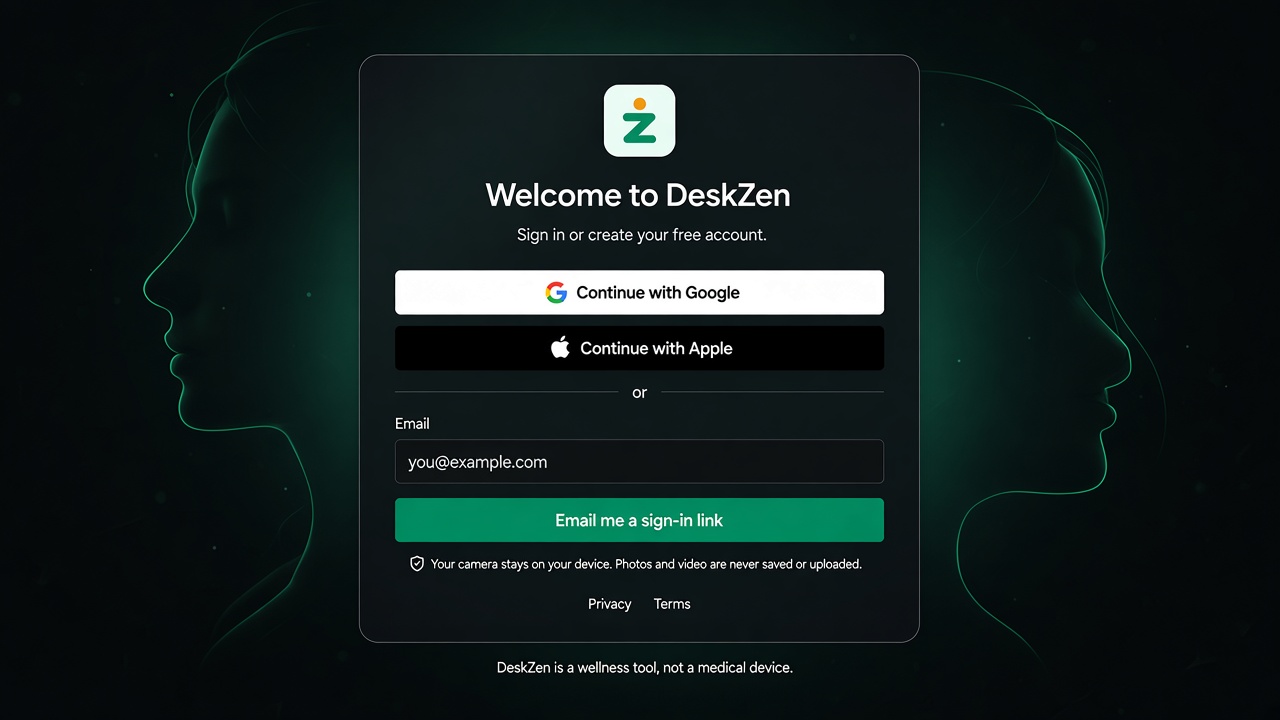 Welcome to DeskZen
Sign in or create your free account.
Continue with Google
Continue with Apple
or
Email
you@example.com
Email me a sign-in link
Your camera stays on your device. Photos and video are never saved or uploaded.
Privacy Terms
DeskZen is a wellness tool, not a medical device.